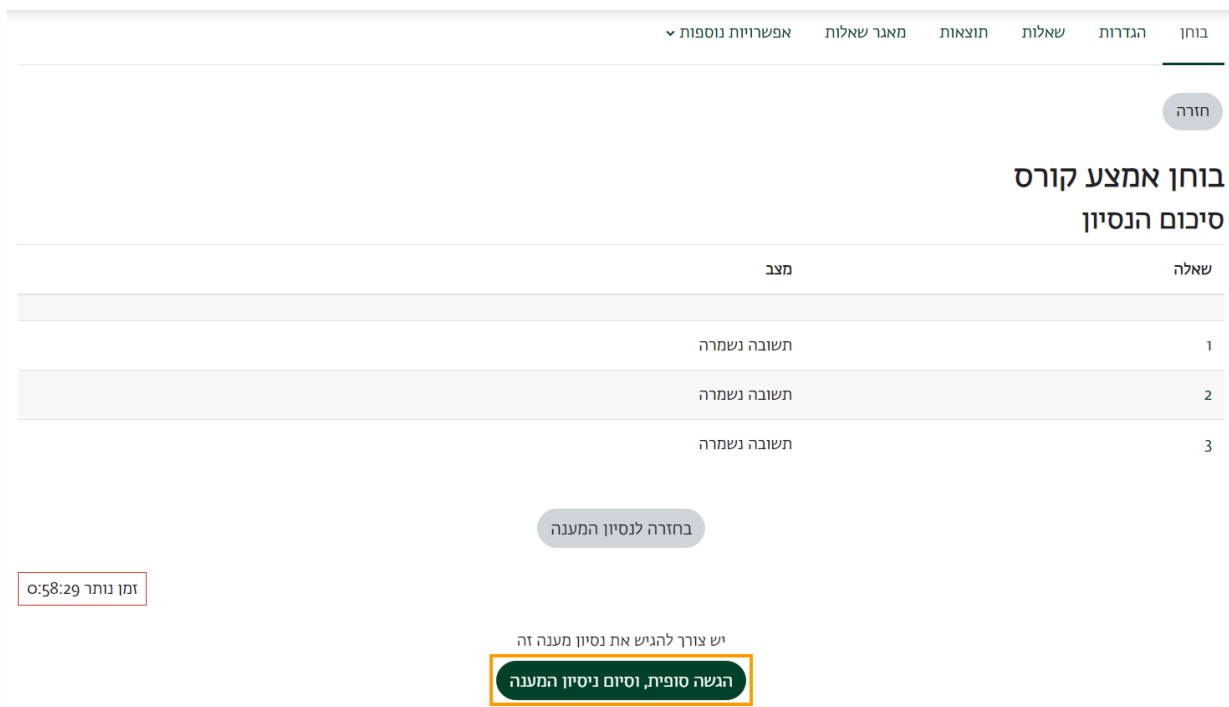 בוחן הגדרות שאלות תוצאות מאגר שאלות אפשרויות נוספות
חזרה
בוחן אמצע קורס
סיכום הנסיון
שאלה מצב
1 תשובה נשמרה
2 תשובה נשמרה
3 תשובה נשמרה
בחזרה לנסיון המענה
זמן נותר 0:58:29
יש צורך להגיש את נסיון מענה זה
הגשה סופית, וסיום ניסיון המענה